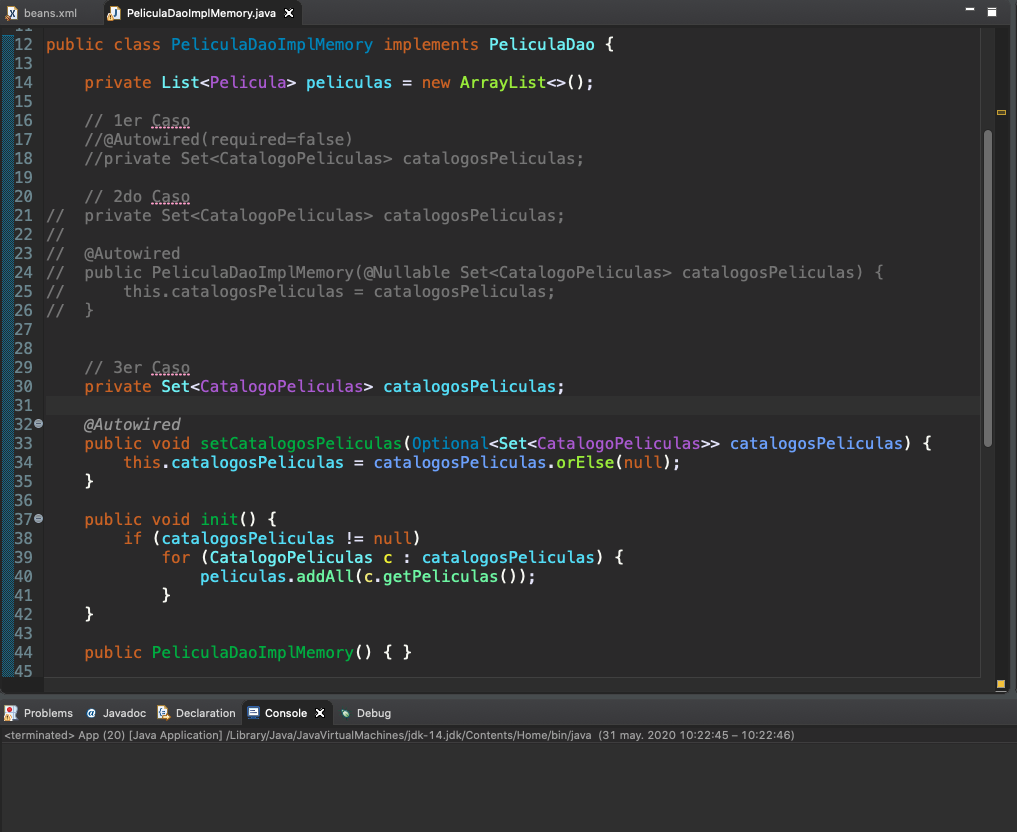 beans.xml PeliculaDaoImplMemory.java
12 public class PeliculaDaoImplMemory implements PeliculaDao {
13
14     private List<Pelicula> peliculas = new ArrayList<>();
15
16     // 1er Caso
17     //@Autowired(required=false)
18     //private Set<CatalogoPeliculas> catalogosPeliculas;
19
20     // 2do Caso
21 //  private Set<CatalogoPeliculas> catalogosPeliculas;
22 //
23 //  @Autowired
24 //  public PeliculaDaoImplMemory(@Nullable Set<CatalogoPeliculas> catalogosPeliculas) {
25 //      this.catalogosPeliculas = catalogosPeliculas;
26 //  }
27
28
29     // 3er Caso
30     private Set<CatalogoPeliculas> catalogosPeliculas;
31
32     @Autowired
33     public void setCatalogosPeliculas(Optional<Set<CatalogoPeliculas>> catalogosPeliculas) {
34         this.catalogosPeliculas = catalogosPeliculas.orElse(null);
35     }
36
37     public void init() {
38         if (catalogosPeliculas != null)
39             for (CatalogoPeliculas c : catalogosPeliculas) {
40                 peliculas.addAll(c.getPeliculas());
41             }
42     }
43
44     public PeliculaDaoImplMemory() { }
45
Problems Javadoc Declaration Console Debug
<terminated> App (20) [Java Application] /Library/Java/JavaVirtualMachines/jdk-14.jdk/Contents/Home/bin/java (31 may. 2020 10:22:45 – 10:22:46)